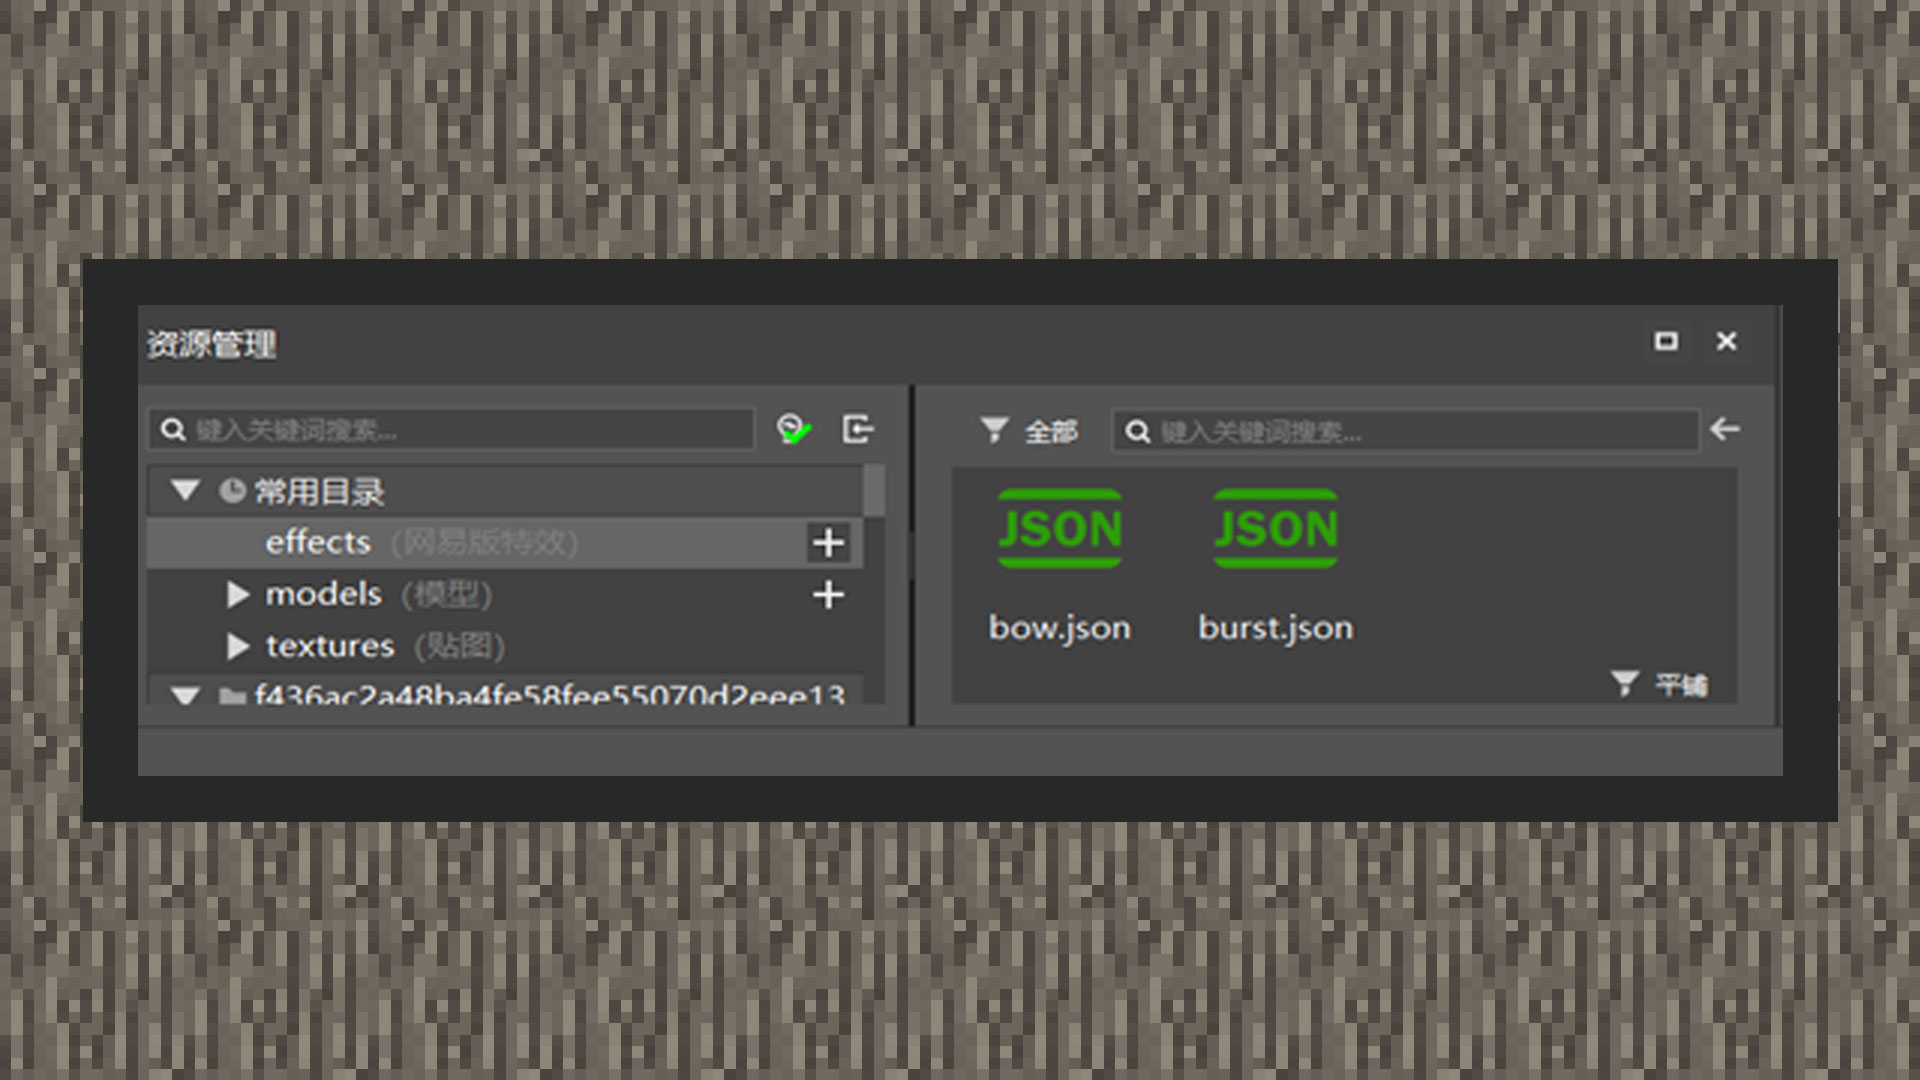 资源管理
键入关键词搜索...
常用目录
effects (网易版特效)
models (模型)
textures (贴图)
f436ac2a48ba4fe58fee55070d2eee13
全部
键入关键词搜索...
JSON JSON
bow.json burst.json
平铺